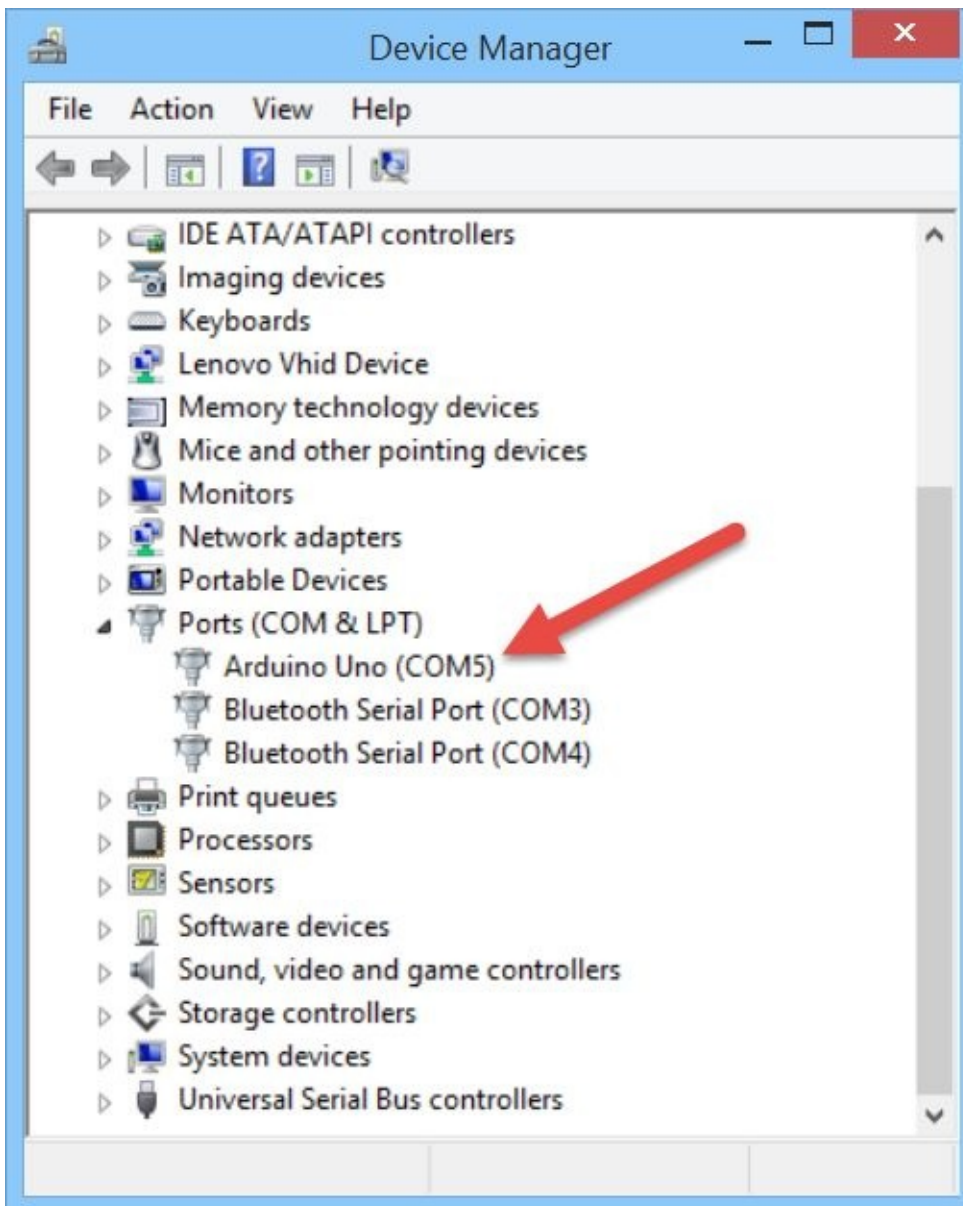 Device Manager
File Action View Help
IDE ATA/ATAPI controllers
Imaging devices
Keyboards
Lenovo Vhid Device
Memory technology devices
Mice and other pointing devices
Monitors
Network adapters
Portable Devices
Ports (COM & LPT)
Arduino Uno (COM5)
Bluetooth Serial Port (COM3)
Bluetooth Serial Port (COM4)
Print queues
Processors
Sensors
Software devices
Sound, video and game controllers
Storage controllers
System devices
Universal Serial Bus controllers